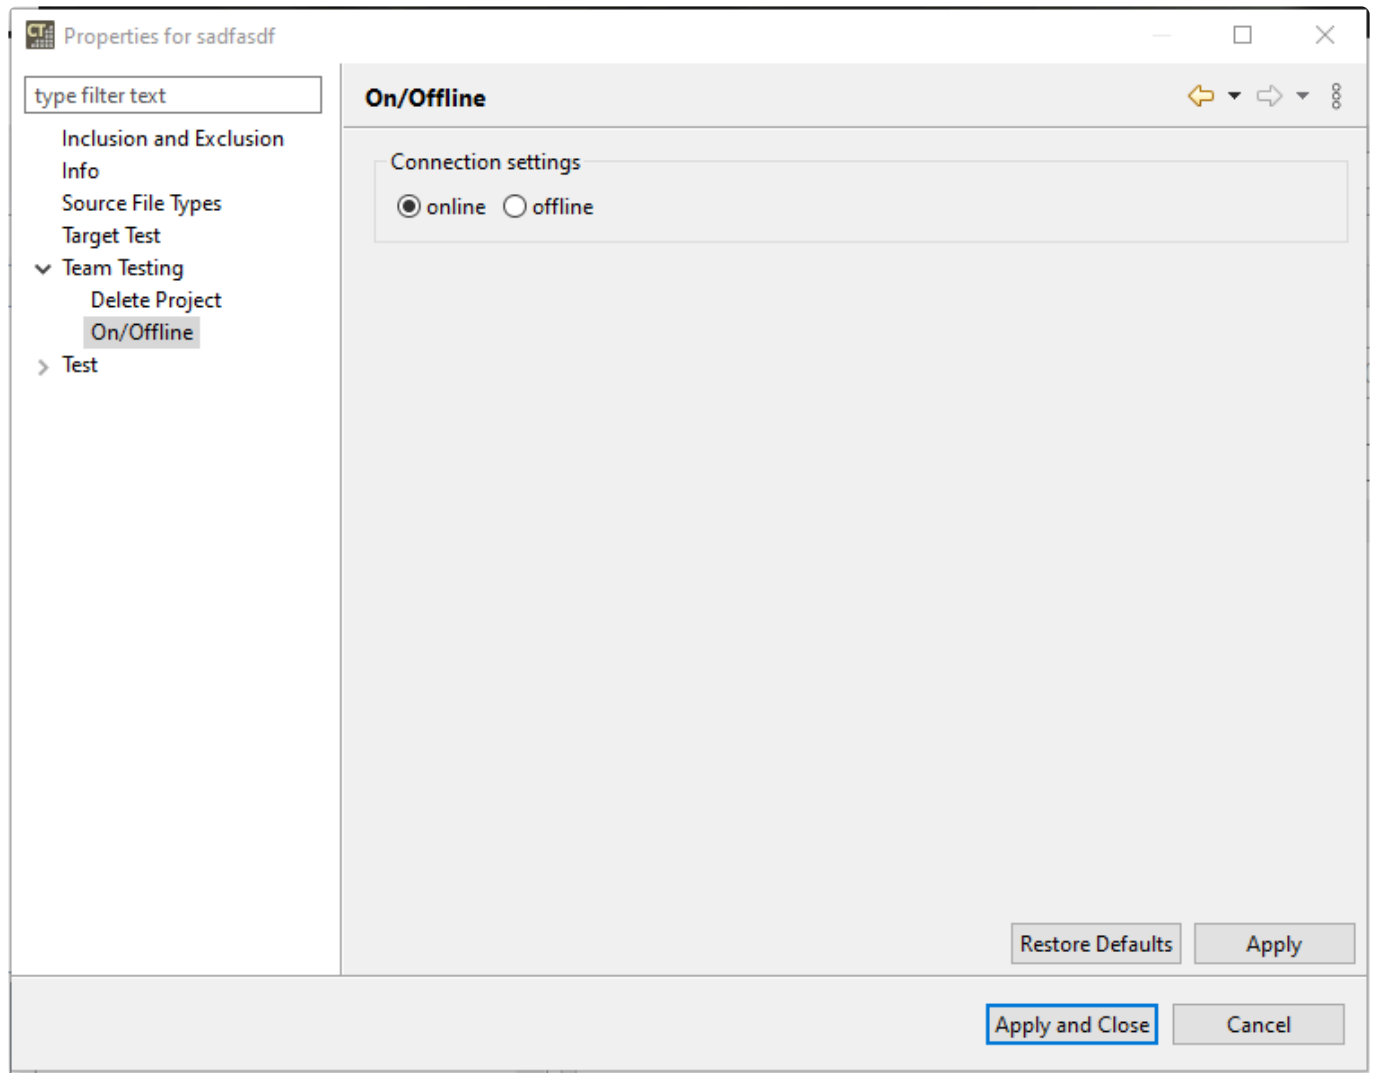 CT
Properties for sadfasdf
type filter text
Inclusion and Exclusion
Info
Source File Types
Target Test
Team Testing
Delete Project
On/Offline
Test
On/Offline
Connection settings
online offline
Restore Defaults Apply
Apply and Close Cancel